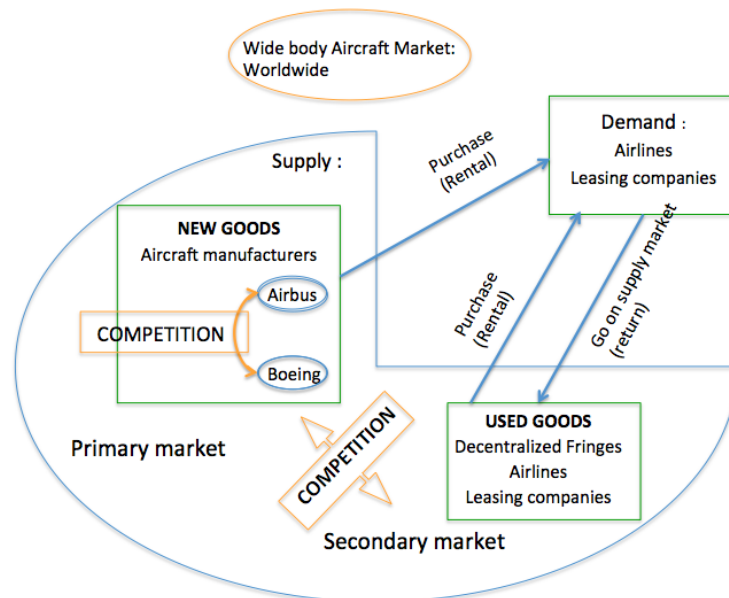 Wide body Aircraft Market:
Worldwide
Demand :
Airlines
Leasing companies
Supply :
Purchase
(Rental)
NEW GOODS
Aircraft manufacturers
Airbus
COMPETITION
Boeing
Purchase
(Rental)
Go on supply market
(return)
Primary market
COMPETITION
USED GOODS
Decentralized Fringes
Airlines
Leasing companies
Secondary market